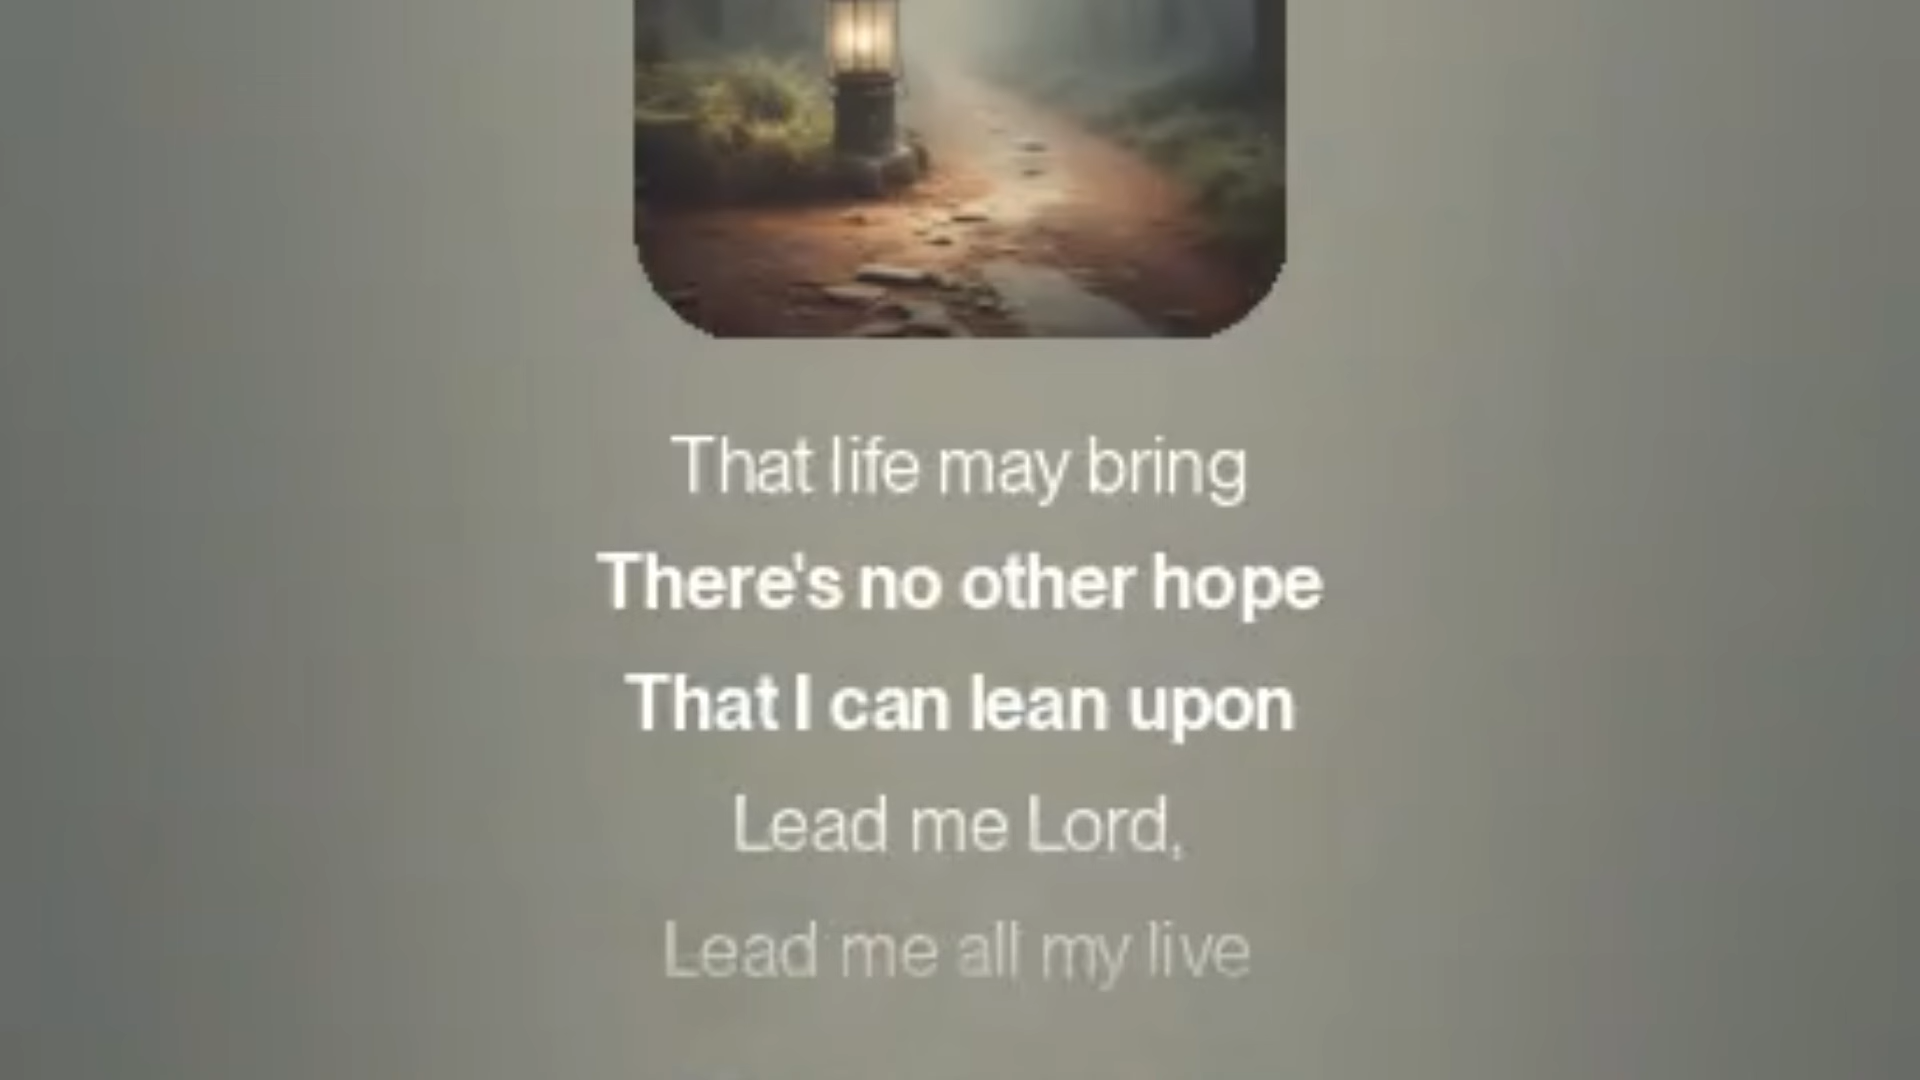 That life may bring
There's no other hope
That I can lean upon
Lead me Lord,
Lead me all my live